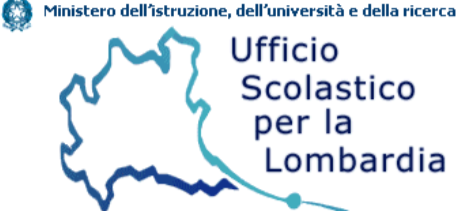 Ministero dell'istruzione, dell'università e della ricerca
Ufficio
Scolastico
per la
Lombardia